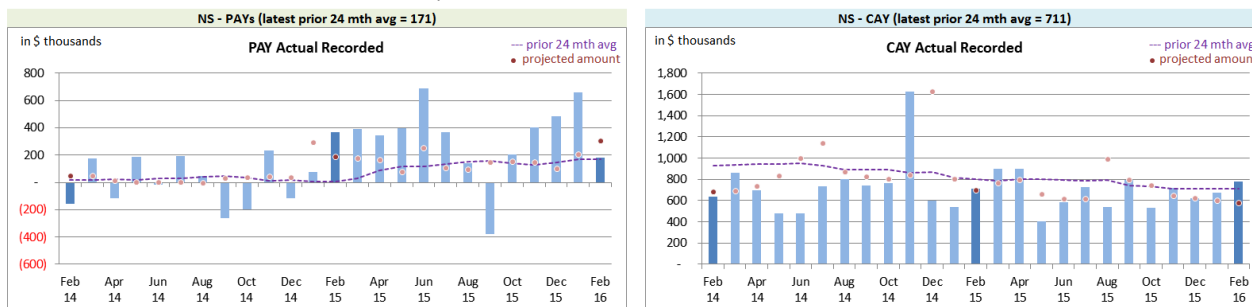 NS - PAYs (latest prior 24 mth avg = 171)
in $ thousands
PAY Actual Recorded
--- prior 24 mth avg
• projected amount
800
600
400
200
-
(200)
(400)
(600)
Feb Apr Jun Aug Oct Dec Feb Apr Jun Aug Oct Dec Feb
14 14 14 14 14 14 15 15 15 15 15 15 16
NS - CAY (latest prior 24 mth avg = 711)
in $ thousands
CAY Actual Recorded
--- prior 24 mth avg
• projected amount
1,800
1,600
1,400
1,200
1,000
800
600
400
200
-
Feb Apr Jun Aug Oct Dec Feb Apr Jun Aug Oct Dec Feb
14 14 14 14 14 14 15 15 15 15 15 15 16